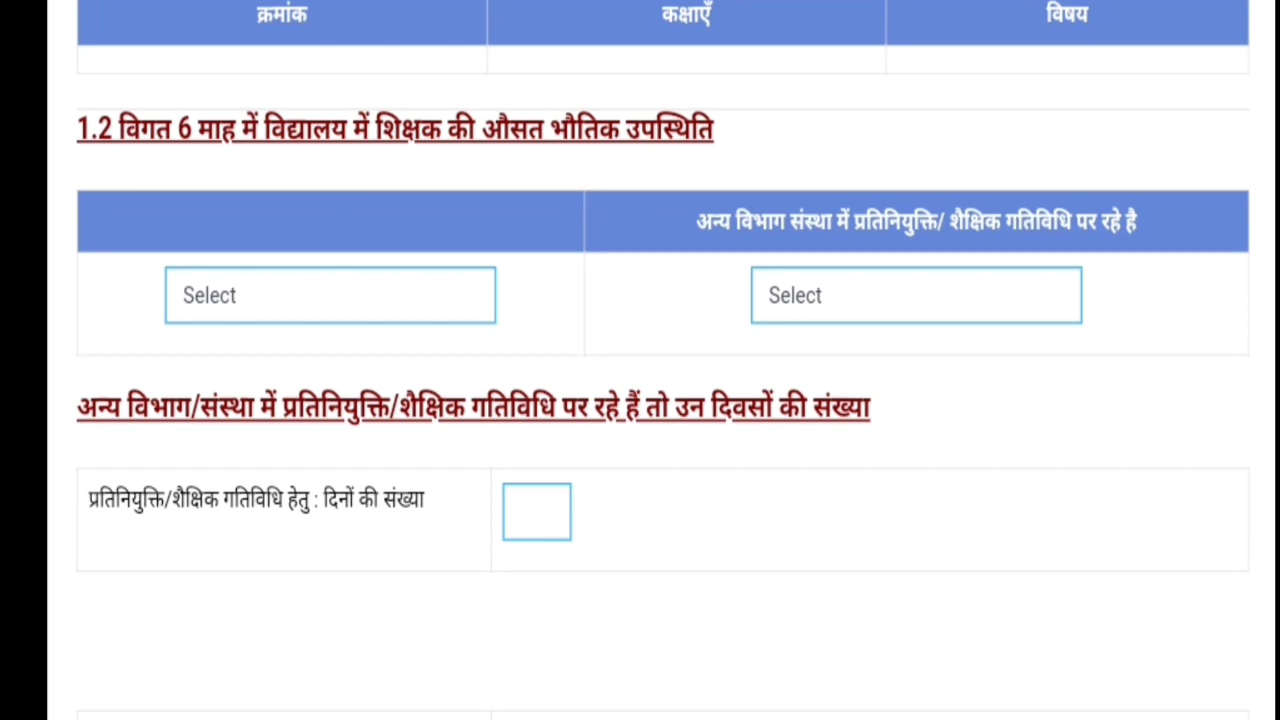 क्रमांक कक्षाएँ विषय
1.2 विगत 6 माह में विद्यालय में शिक्षक की औसत भौतिक उपस्थिति
अन्य विभाग संस्था में प्रतिनियुक्ति/ शैक्षिक गतिविधि पर रहे है
Select Select
अन्य विभाग/संस्था में प्रतिनियुक्ति/शैक्षिक गतिविधि पर रहे हैं तो उन दिवसों की संख्या
प्रतिनियुक्ति/शैक्षिक गतिविधि हेतु : दिनों की संख्या